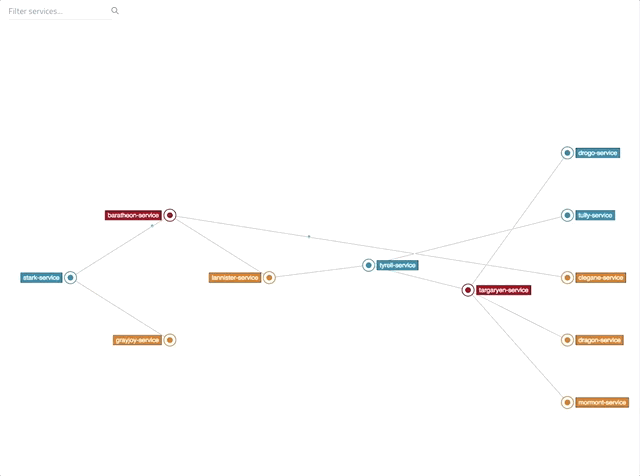 Filter services...
drogo-service
baratheon-service
tully-service
tyrell-service
stark-service
lannister-service
clegane-service
targaryen-service
grayjoy-service
dragon-service
mormont-service